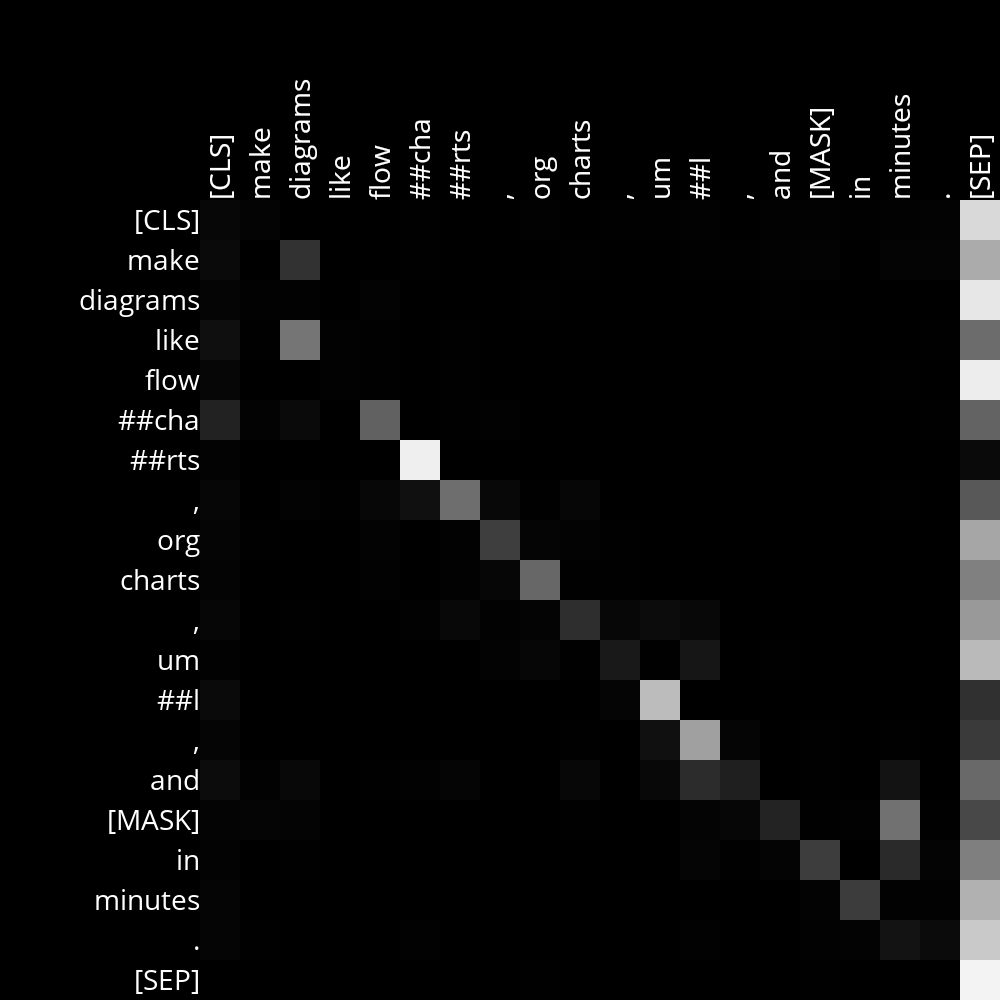 [CLS] make diagrams like flow ##cha ##rts , org charts , um ##l , and [MASK] in minutes . [SEP]
[CLS]
make
diagrams
like
flow
##cha
##rts
,
org
charts
,
um
##l
,
and
[MASK]
in
minutes
.
[SEP]